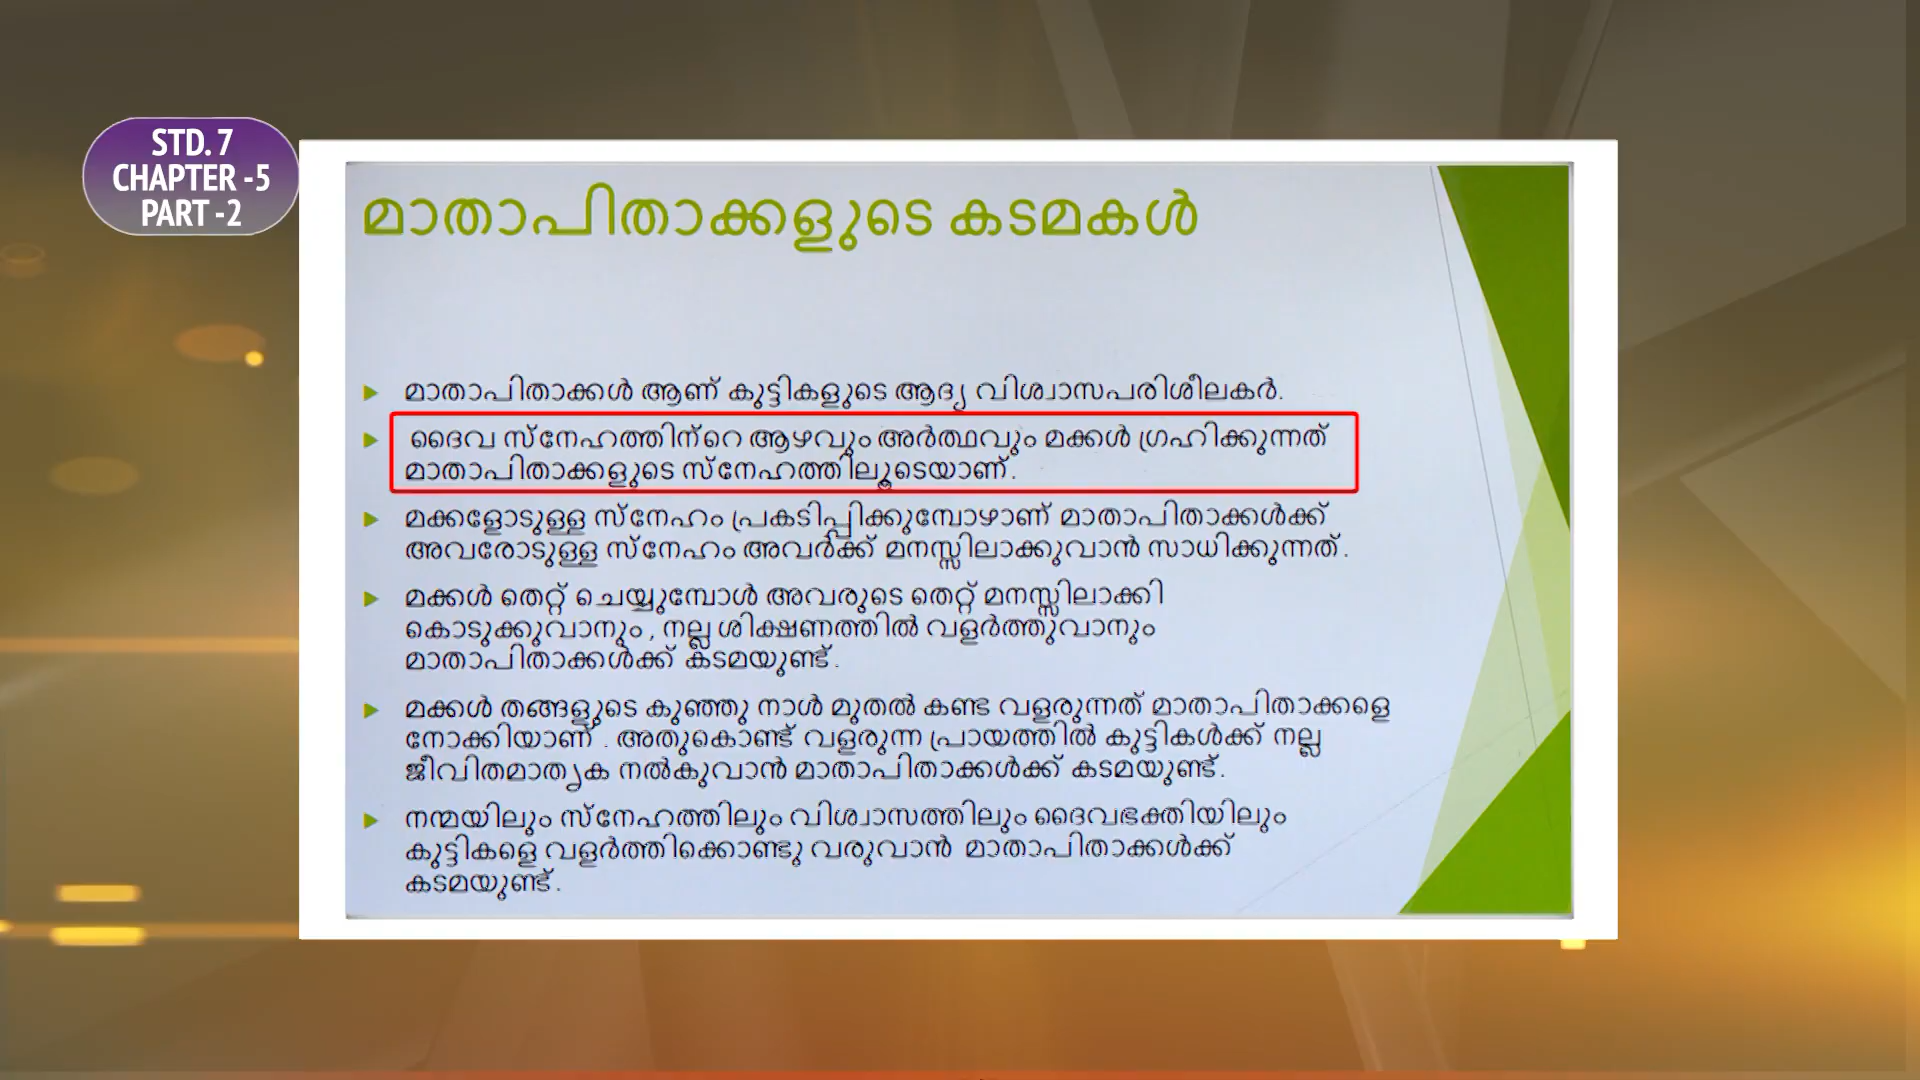 STD. 7
CHAPTER -5
PART -2
മാതാപിതാക്കളുടെ കടമകൾ
മാതാപിതാക്കൾ ആണ് കുട്ടികളുടെ ആദ്യ വിശ്വാസപരിശീലകർ.
ദൈവ സ്നേഹത്തിന്റെ ആഴവും അർത്ഥവും മക്കൾ ഗ്രഹിക്കുന്നത്
മാതാപിതാക്കളുടെ സ്നേഹത്തിലൂടെയാണ്.
മക്കളോടുള്ള സ്നേഹം പ്രകടിപ്പിക്കുമ്പോഴാണ് മാതാപിതാക്കൾക്ക്
അവരോടുള്ള സ്നേഹം അവർക്ക് മനസ്സിലാക്കുവാൻ സാധിക്കുന്നത്.
മക്കൾ തെറ്റ് ചെയ്യുമ്പോൾ അവരുടെ തെറ്റ് മനസ്സിലാക്കി
കൊടുക്കുവാനും , നല്ല ശിക്ഷണത്തിൽ വളർത്തുവാനും
മാതാപിതാക്കൾക്ക് കടമയുണ്ട്.
മക്കൾ തങ്ങളുടെ കുഞ്ഞു നാൾ മുതൽ കണ്ട വളരുന്നത് മാതാപിതാക്കളെ
നോക്കിയാണ് . അതുകൊണ്ട് വളരുന്ന പ്രായത്തിൽ കുട്ടികൾക്ക് നല്ല
ജീവിതമാതൃക നൽകുവാൻ മാതാപിതാക്കൾക്ക് കടമയുണ്ട്.
നന്മയിലും സ്നേഹത്തിലും വിശ്വാസത്തിലും ദൈവഭക്തിയിലും
കുട്ടികളെ വളർത്തിക്കൊണ്ടു വരുവാൻ മാതാപിതാക്കൾക്ക്
കടമയുണ്ട്.